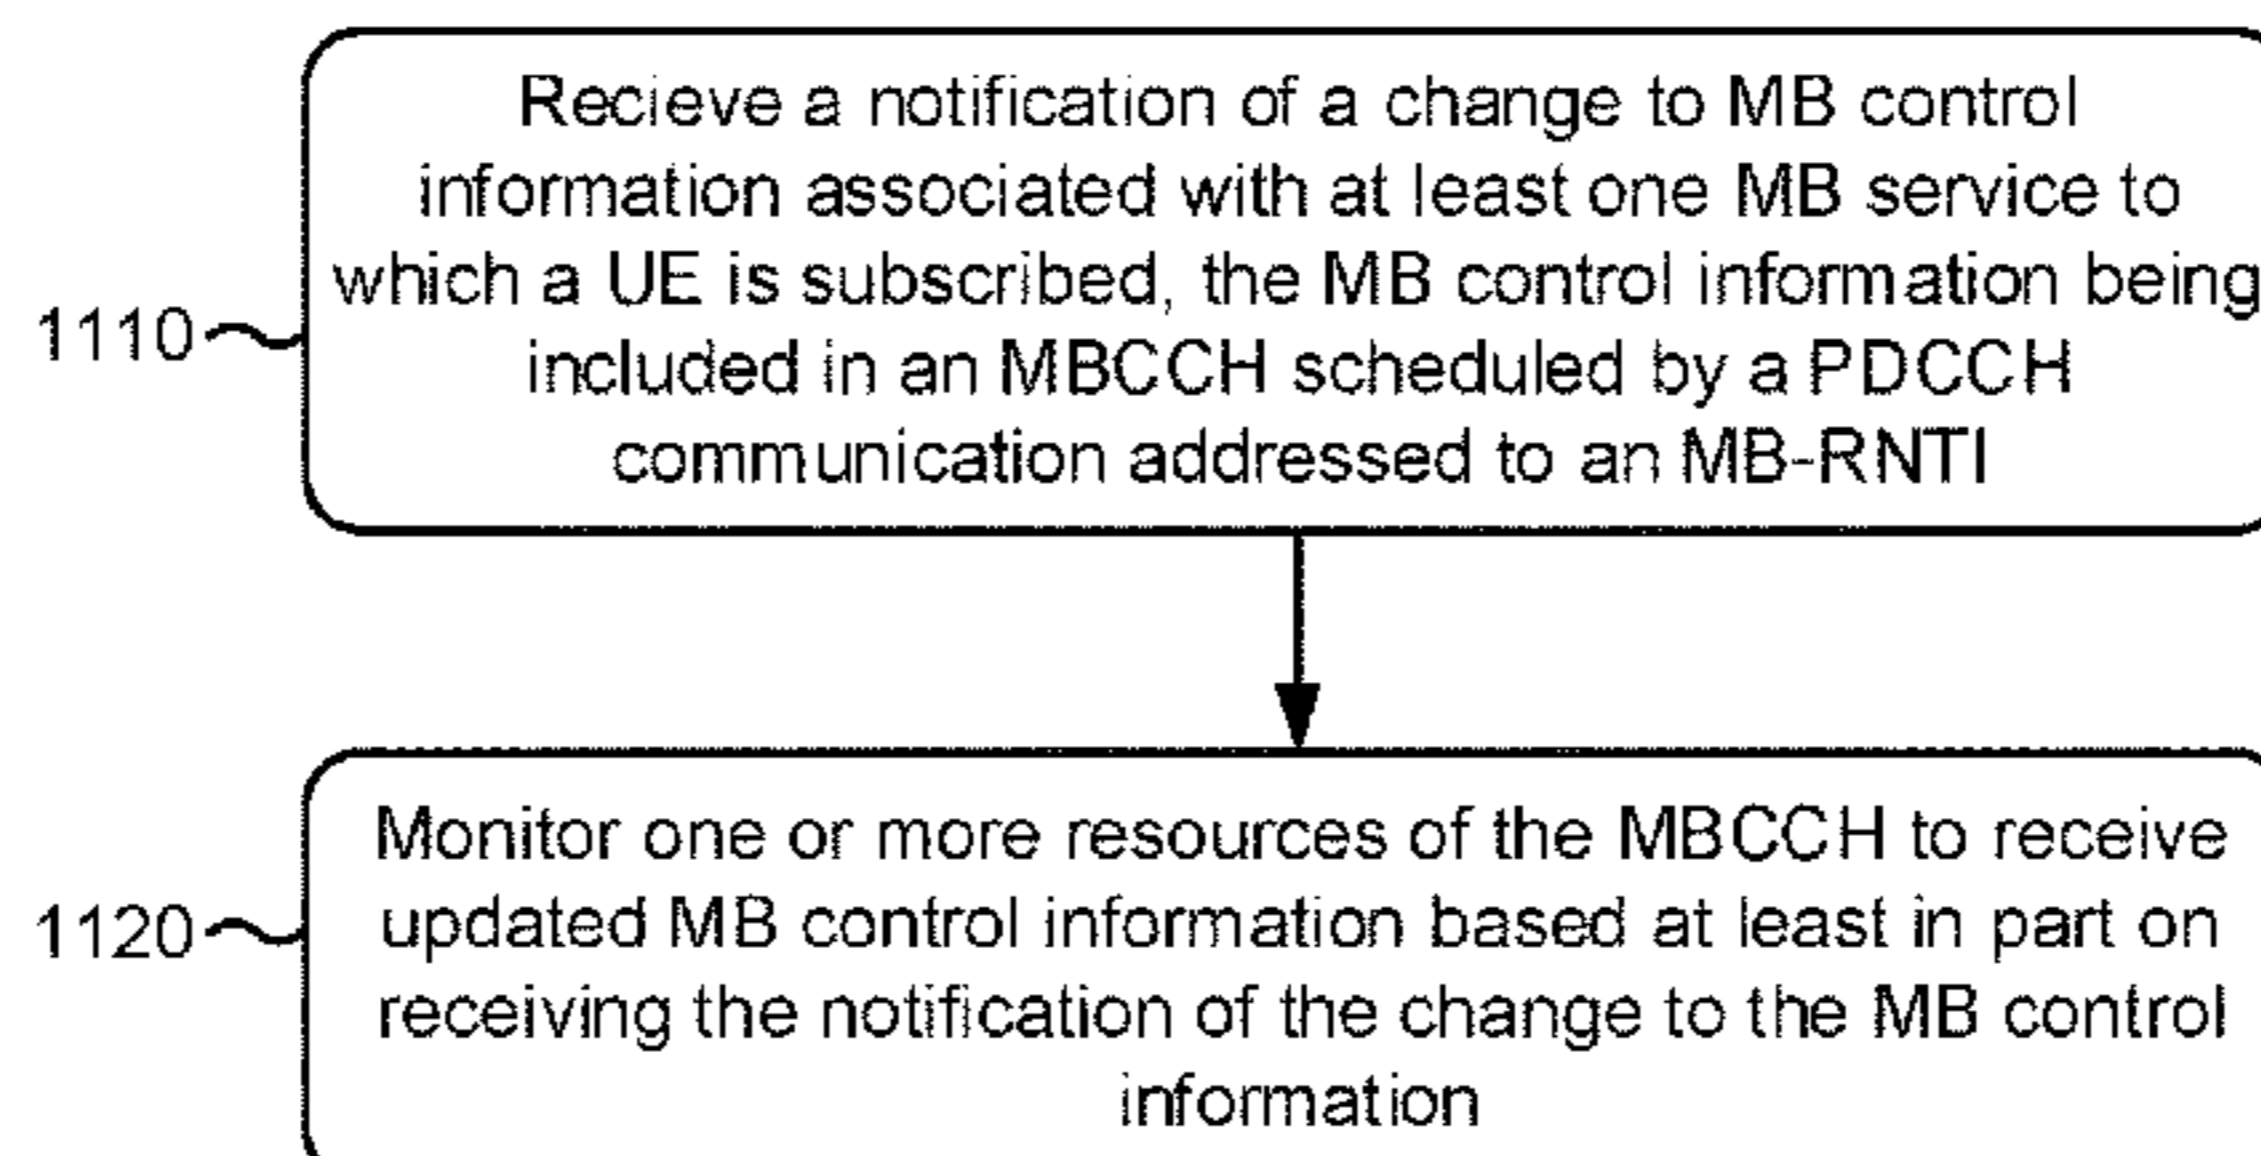 Recieve a notification of a change to MB control
information associated with at least one MB service to
which a UE is subscribed, the MB control information being
1110
included in an MBCCH scheduled by a PDCCH
communication addressed to an MB-RNTI
Monitor one or more resources of the MBCCH to receive
1120
updated MB control information based at least in part on
receiving the notification of the change to the MB control
information